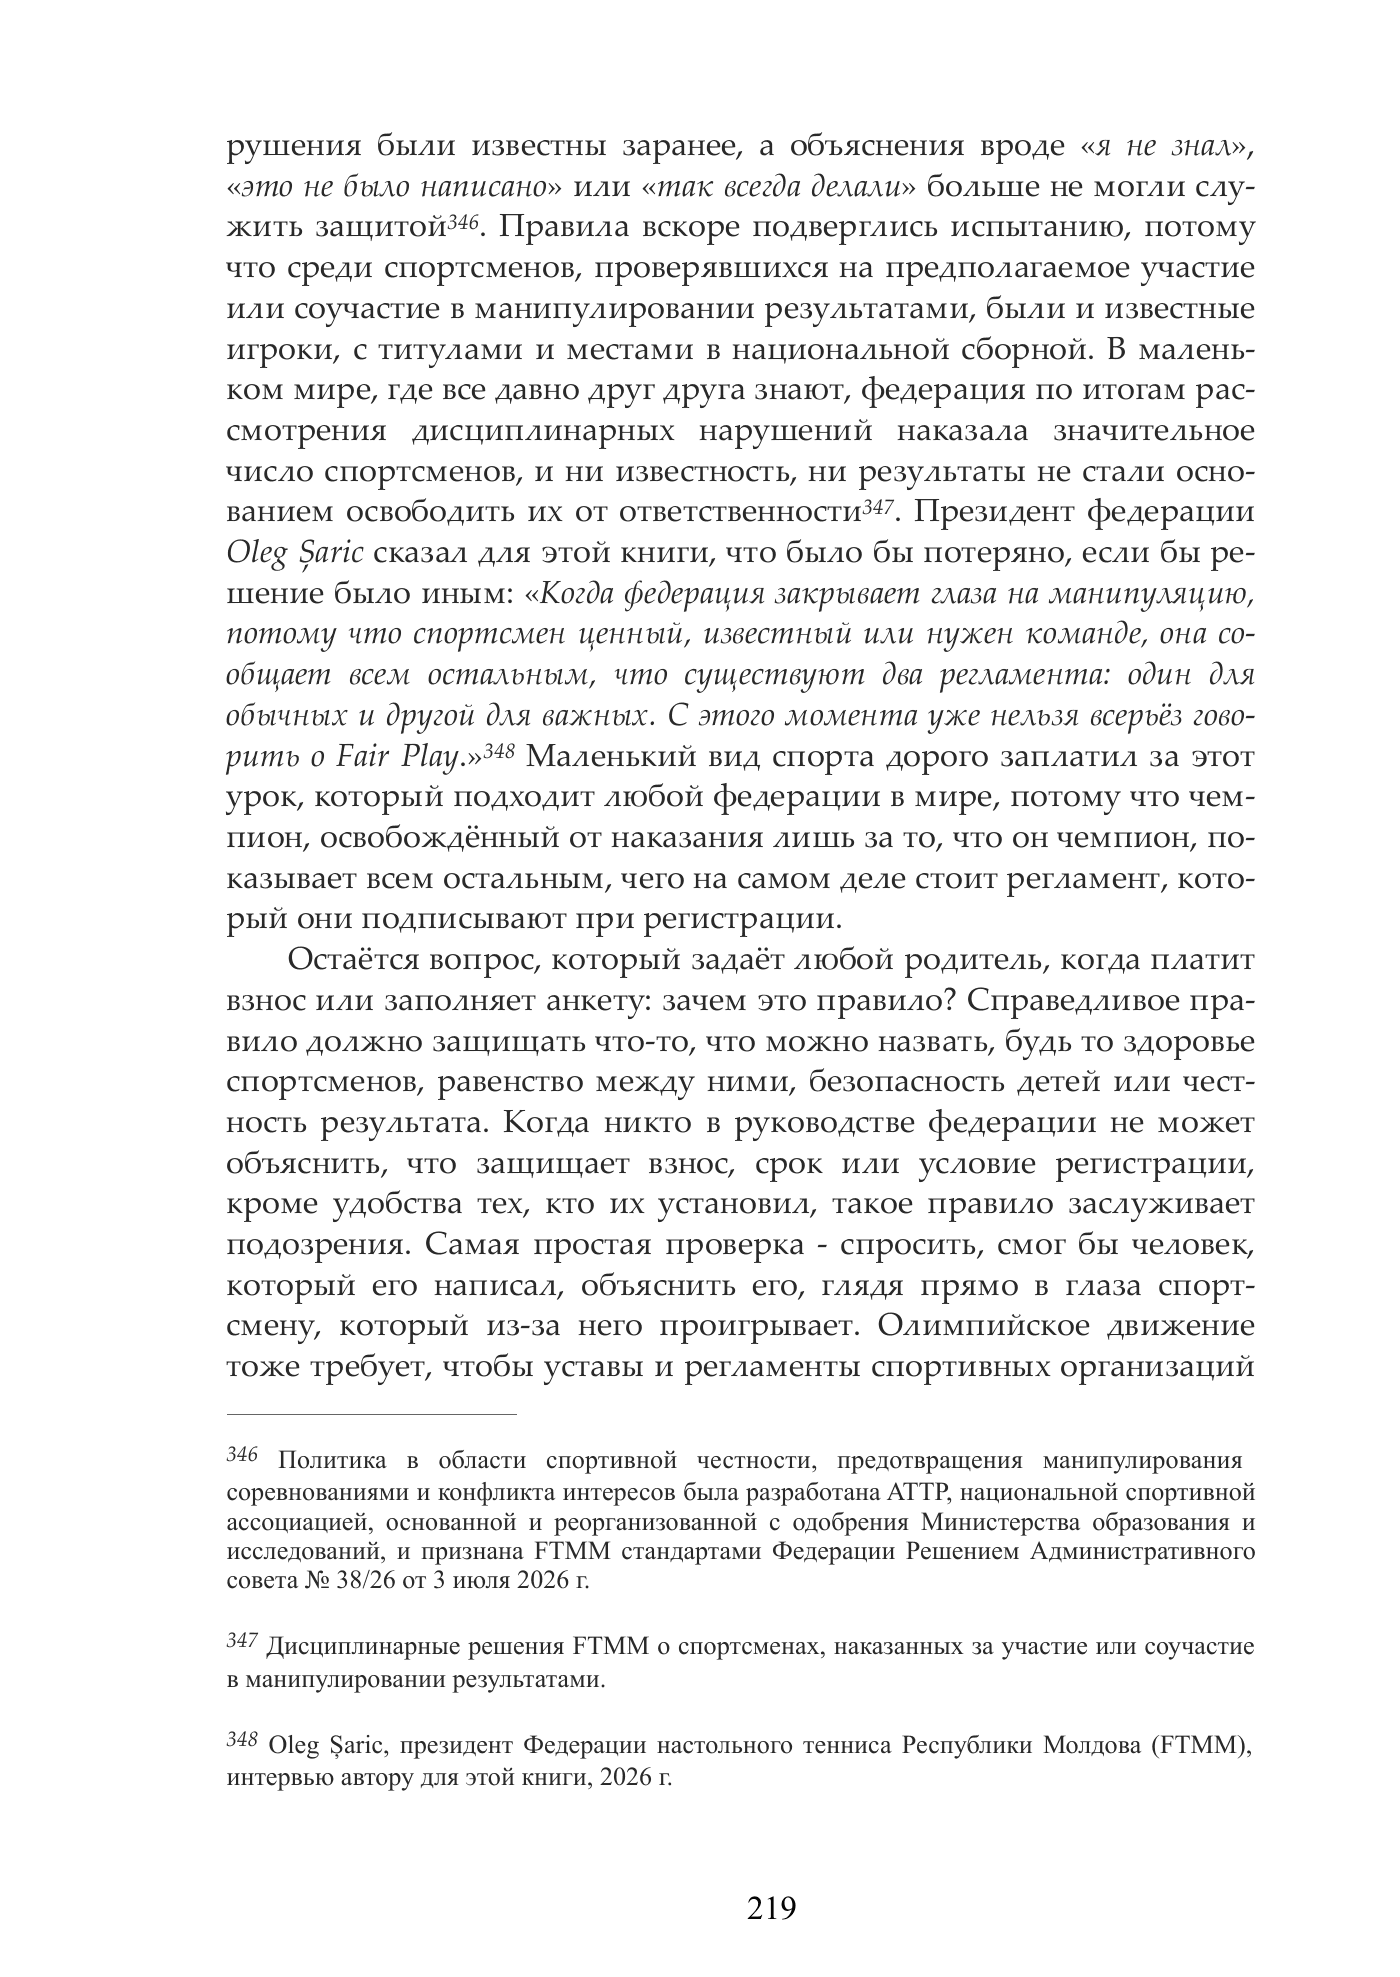 рушения были известны заранее, а объяснения вроде «я не знал»,
«это не было написано» или «так всегда делали» больше не могли слу-
жить защитой346. Правила вскоре подверглись испытанию, потому
что среди спортсменов, проверявшихся на предполагаемое участие
или соучастие в манипулировании результатами, были и известные
игроки, с титулами и местами в национальной сборной. В малень-
ком мире, где все давно друг друга знают, федерация по итогам рас-
смотрения дисциплинарных нарушений наказала значительное
число спортсменов, и ни известность, ни результаты не стали осно-
ванием освободить их от ответственности347. Президент федерации
Oleg Șaric сказал для этой книги, что было бы потеряно, если бы ре-
шение было иным: «Когда федерация закрывает глаза на манипуляцию,
потому что спортсмен ценный, известный или нужен команде, она со-
общает всем остальным, что существуют два регламента: один для
обычных и другой для важных. С этого момента уже нельзя всерьёз гово-
рить о Fair Play.»348 Маленький вид спорта дорого заплатил за этот
урок, который подходит любой федерации в мире, потому что чем-
пион, освобождённый от наказания лишь за то, что он чемпион, по-
казывает всем остальным, чего на самом деле стоит регламент, кото-
рый они подписывают при регистрации.
Остаётся вопрос, который задаёт любой родитель, когда платит
взнос или заполняет анкету: зачем это правило? Справедливое пра-
вило должно защищать что-то, что можно назвать, будь то здоровье
спортсменов, равенство между ними, безопасность детей или чест-
ность результата. Когда никто в руководстве федерации не может
объяснить, что защищает взнос, срок или условие регистрации,
кроме удобства тех, кто их установил, такое правило заслуживает
подозрения. Самая простая проверка - спросить, смог бы человек,
который его написал, объяснить его, глядя прямо в глаза спорт-
смену, который из-за него проигрывает. Олимпийское движение
тоже требует, чтобы уставы и регламенты спортивных организаций
346 Политика в области спортивной честности, предотвращения манипулирования
соревнованиями и конфликта интересов была разработана ATTP, национальной спортивной
ассоциацией, основанной и реорганизованной с одобрения Министерства образования и
исследований, и признана FTMM стандартами Федерации Решением Административного
совета № 38/26 от 3 июля 2026 г.
347 Дисциплинарные решения FTMM о спортсменах, наказанных за участие или соучастие
в манипулировании результатами.
348 Oleg Șaric, президент Федерации настольного тенниса Республики Молдова (FTMM),
интервью автору для этой книги, 2026 г.
219